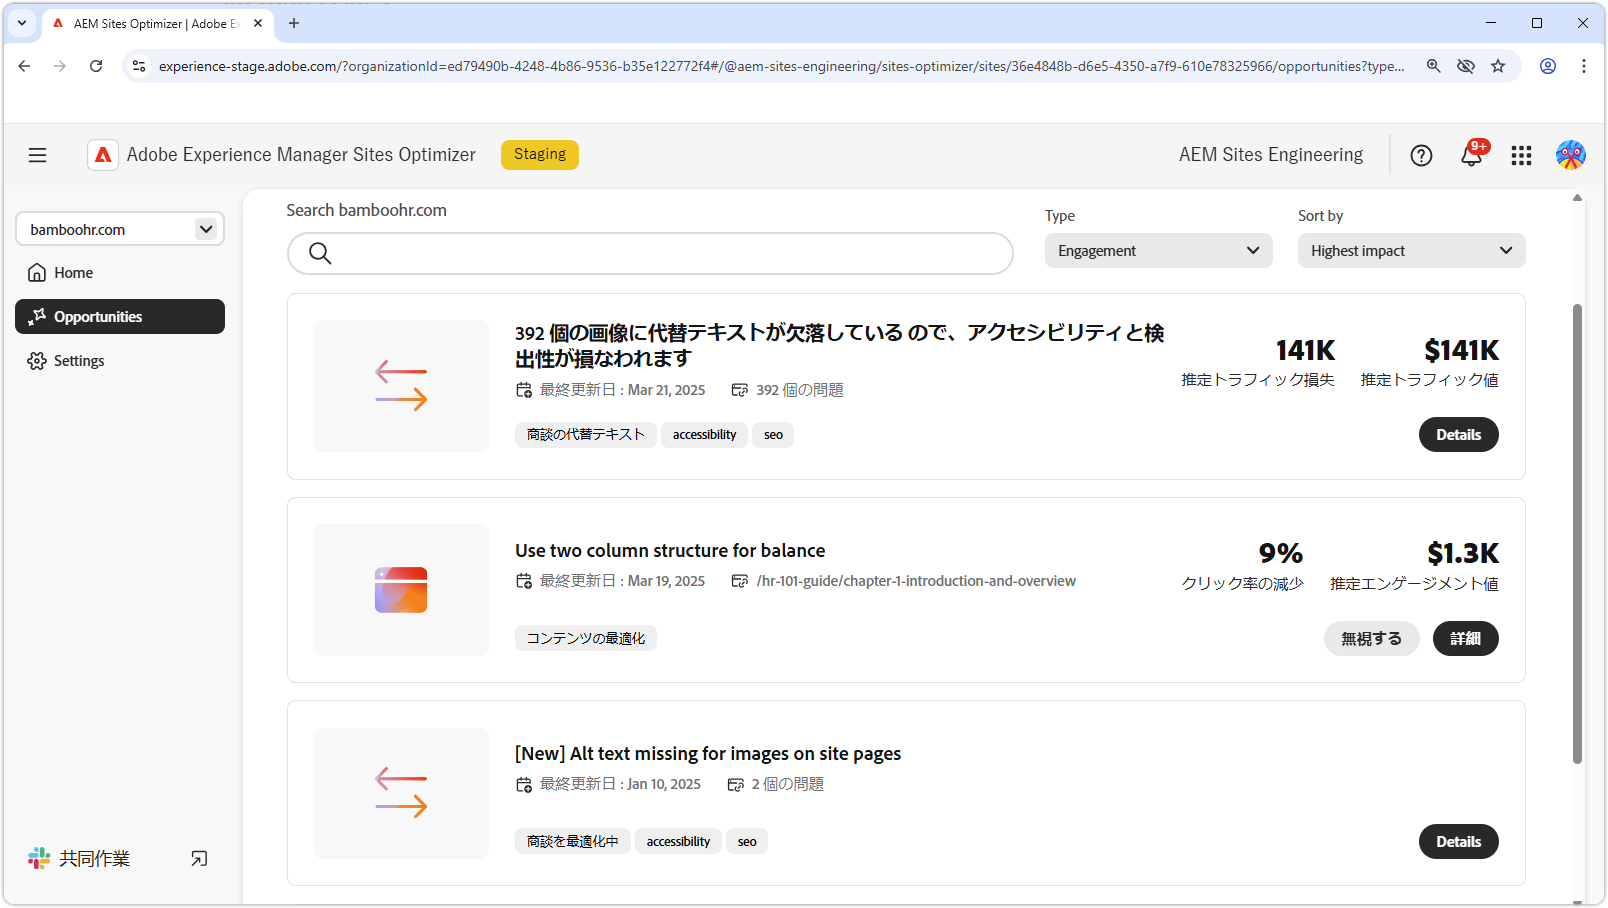 AEM Sites Optimizer | Adobe Ex
experience-stage.adobe.com/?organizationId=ed79490b-4248-4b86-9536-b35e122772f4#/@aem-sites-engineering/sites-optimizer/sites/36e4848b-d6e5-4350-a7f9-610e78325966/opportunities?type...
Adobe Experience Manager Sites Optimizer
Staging
AEM Sites Engineering
9+
bamboohr.com
Home
Opportunities
Settings
共同作業
Search bamboohr.com
Type
Engagement
Sort by
Highest impact
392 個の画像に代替テキストが欠落している ので、アクセシビリティと検
出性が損なわれます
最終更新日 : Mar 21, 2025 392 個の問題
商談の代替テキスト accessibility seo
141K
推定トラフィック損失
$141K
推定トラフィック値
Details
Use two column structure for balance
最終更新日 : Mar 19, 2025 /hr-101-guide/chapter-1-introduction-and-overview
コンテンツの最適化
9%
クリック率の減少
$1.3K
推定エンゲージメント値
無視する
詳細
[New] Alt text missing for images on site pages
最終更新日 : Jan 10, 2025 2 個の問題
商談を最適化中 accessibility seo
Details